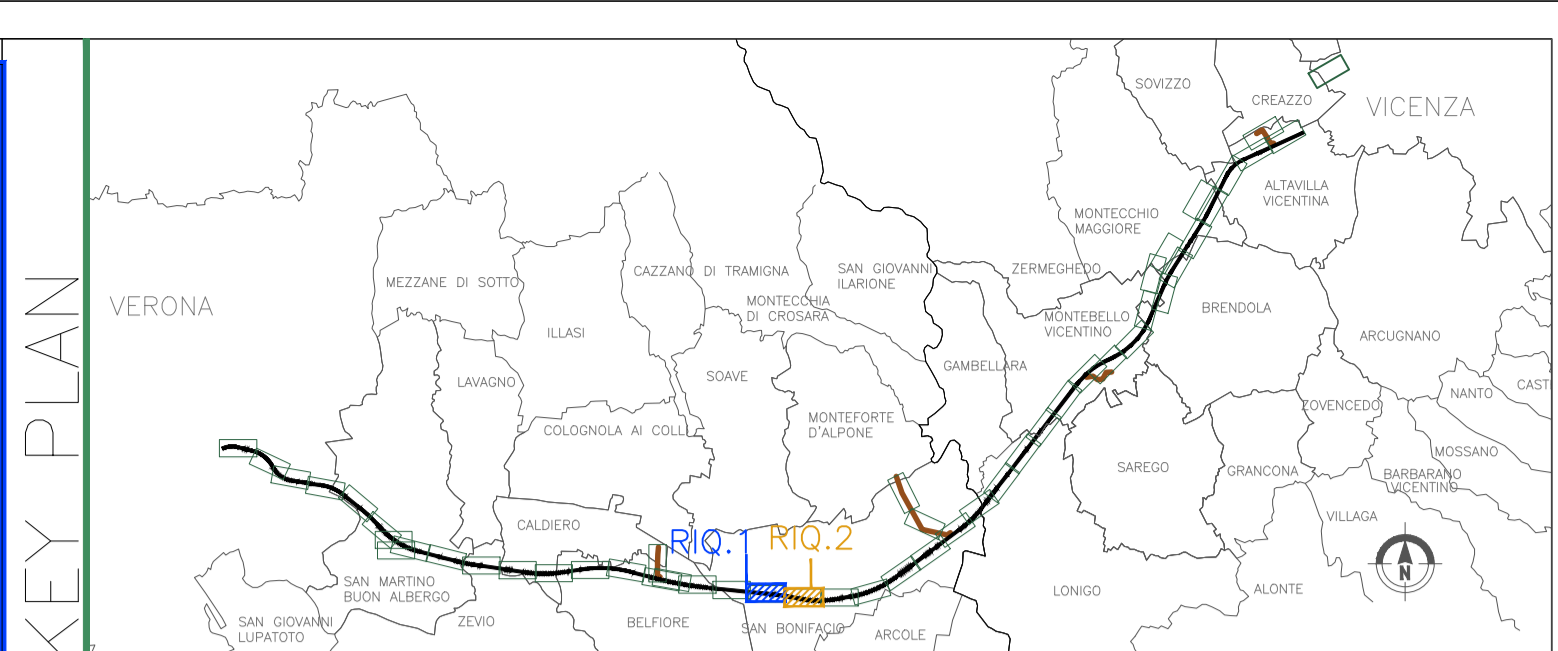 KEY PLAN
SOVIZZO
CREAZZO
VICENZA
ALTAVILLA
VICENTINA
MONTECCHIO
MAGGIORE
MEZZANE DI SOTTO
CAZZANO DI TRAMIGNA
SAN GIOVANNI
ILARIONE
ZERMEGHEDO
VERONA
MONTECCHIA
DI CROSARA
MONTEBELLO
VICENTINO
BRENDOLA
ILLASI
ARCUGNANO
LAVAGNO
SOAVE
GAMBELLARA
NANTO
CAST
ZOVENCEDO
COLOGNOLA AI COLLI
MONTEFORTE
D'ALPONE
MOSSANO
SAREGO
GRANCONA
BARBARANO
VICENTINO
CALDIERO
VILLAGA
RIQ.1
RIQ.2
N
SAN MARTINO
BUON ALBERGO
LONIGO
ALONTE
SAN GIOVANNI
LUPATOTO
ZEVIO
BELFIORE
SAN BONIFACIO
ARCOLE